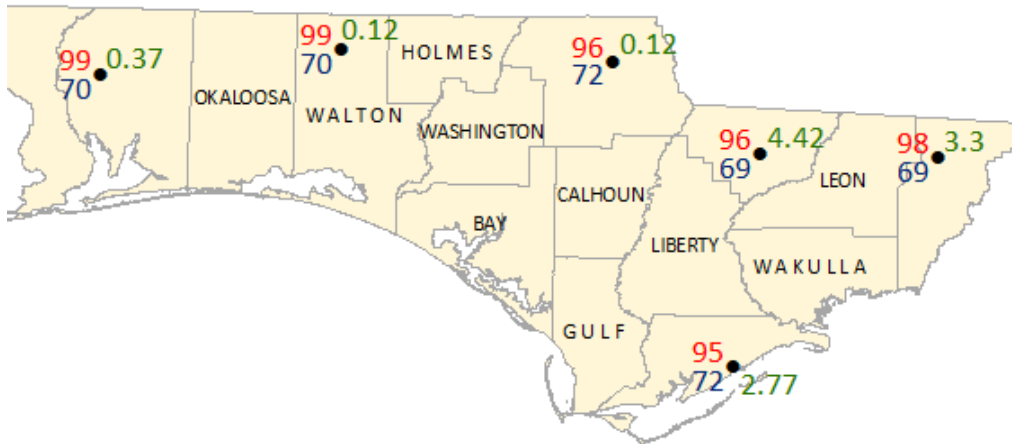 99 0.37
70
OKALOOSA
99 0.12
70
WALTON
HOLMES
WASHINGTON
96 0.12
72
BAY
CALHOUN
GULF
96 4.42
69
LIBERTY
LEON
98 3.3
69
WAKULLA
95
72 2.77